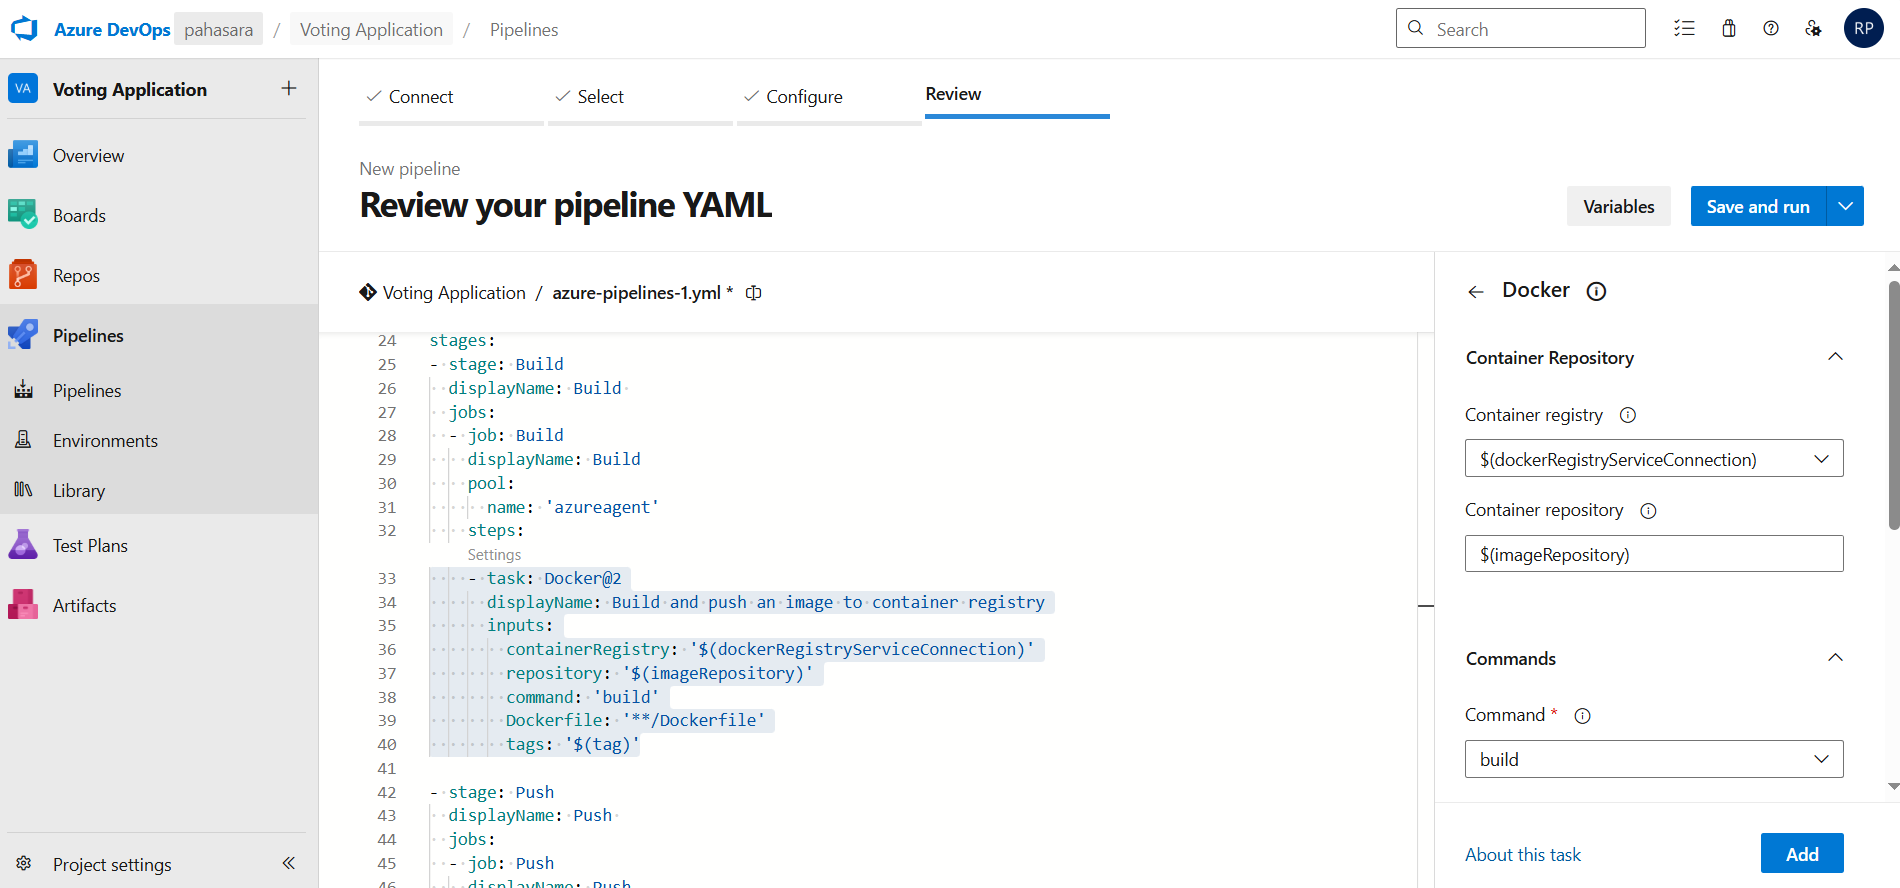 Azure DevOps pahasara / Voting Application / Pipelines
Search
RP
VA Voting Application
Overview
Boards
Repos
Pipelines
Pipelines
Environments
Library
Test Plans
Artifacts
Project settings
Connect
Select
Configure
Review
New pipeline
Review your pipeline YAML
Variables
Save and run
Voting Application / azure-pipelines-1.yml *
24 stages:
25 - stage: Build
26 displayName: Build
27 jobs:
28 - job: Build
29 displayName: Build
30 pool:
31 name: 'azureagent'
32 steps:
Settings
33 - task: Docker@2
34 displayName: Build and push an image to container registry
35 inputs:
36 containerRegistry: '$(dockerRegistryServiceConnection)'
37 repository: '$(imageRepository)'
38 command: 'build'
39 Dockerfile: '**/Dockerfile'
40 tags: '$(tag)'
41
42 - stage: Push
43 displayName: Push
44 jobs:
45 - job: Push
46 displayName: Push
Docker
Container Repository
Container registry
$(dockerRegistryServiceConnection)
Container repository
$(imageRepository)
Commands
Command *
build
About this task
Add